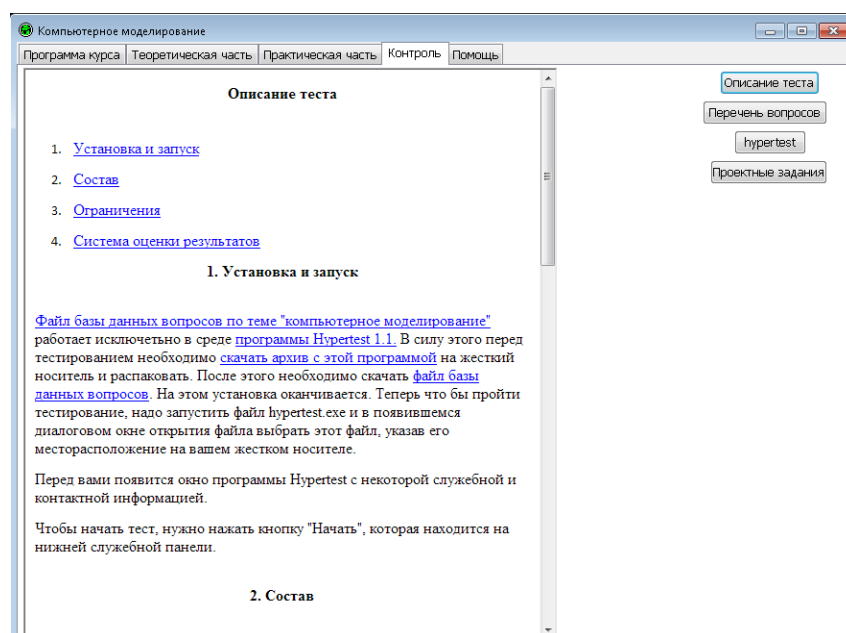 Компьютерное моделирование
Программа курса Теоретическая часть Практическая часть Контроль Помощь
Описание теста
1. Установка и запуск
2. Состав
3. Ограничения
4. Система оценки результатов
1. Установка и запуск
Файл базы данных вопросов по теме "компьютерное моделирование"
работает исключетьно в среде программы Hypertest 1.1. В силу этого перед
тестированием необходимо скачать архив с этой программой на жесткий
носитель и распаковать. После этого необходимо скачать файл базы
данных вопросов. На этом установка оканчивается. Теперь что бы пройти
тестирование, надо запустить файл hypertest.exe и в появившемся
диалоговом окне открытия файла выбрать этот файл, указав его
месторасположение на вашем жестком носителе.
Перед вами появится окно програмы Hypertest с некоторой служебной и
контактной информацией.
Чтобы начать тест, нужно нажать кнопку "Начать", которая находится на
нижней служебной панели.
2. Состав
Описание теста
Перечень вопросов
hypertest
Проектные задания